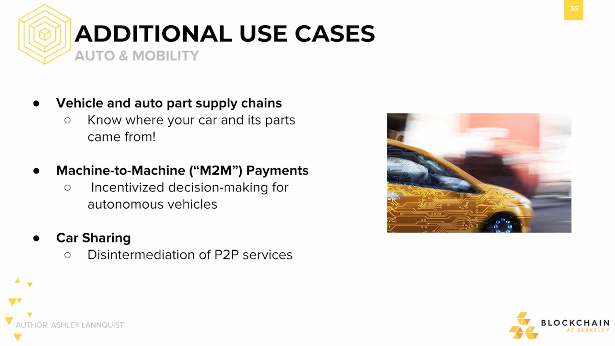 35
ADDITIONAL USE CASES
AUTO & MOBILITY
● Vehicle and auto part supply chains
○ Know where your car and its parts
came from!
● Machine-to-Machine (“M2M”) Payments
○ Incentivized decision-making for
autonomous vehicles
● Car Sharing
○ Disintermediation of P2P services
AUTHOR: ASHLEY LANNQUIST
BLOCKCHAIN
AT BERKELEY